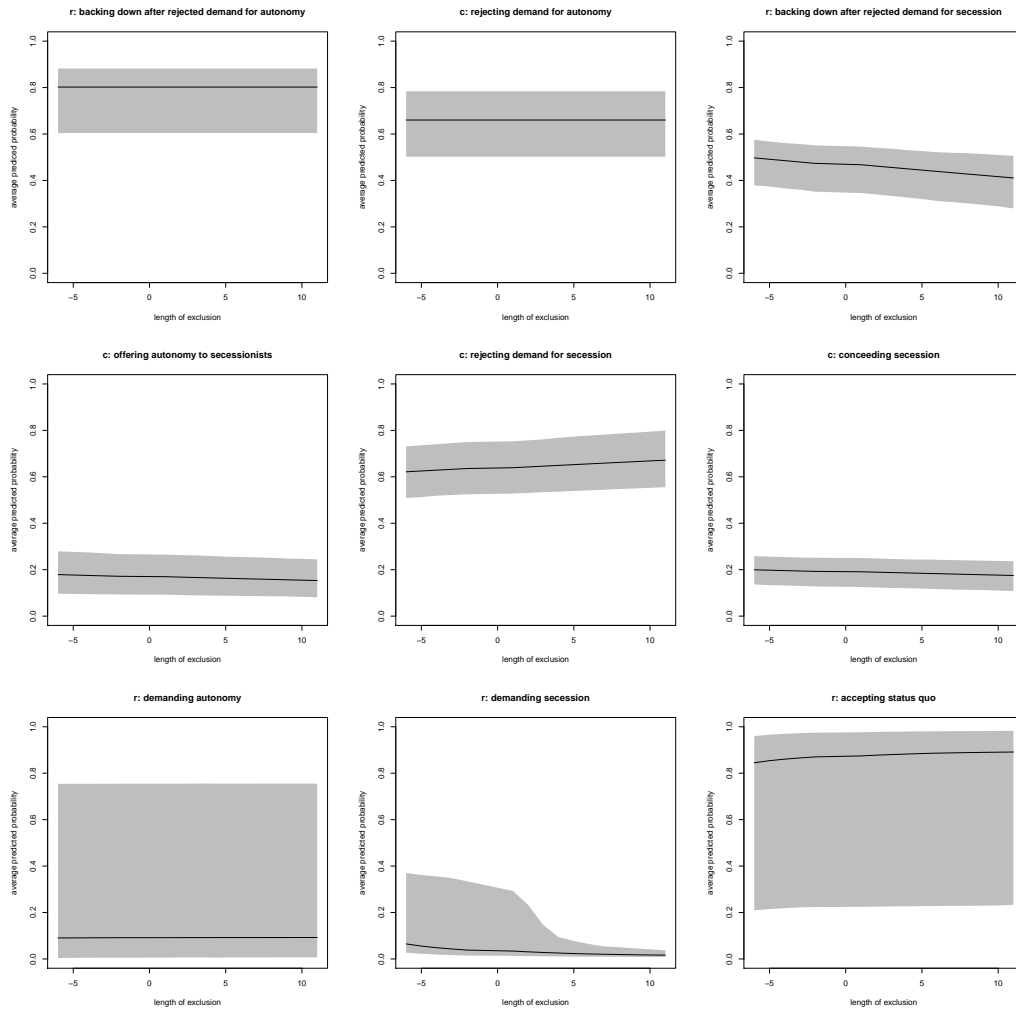 r: backing down after rejected demand for autonomy
average predicted probability
0.0 0.2 0.4 0.6 0.8 1.0
−5 0 5 10
length of exclusion
c: rejecting demand for autonomy
average predicted probability
0.0 0.2 0.4 0.6 0.8 1.0
−5 0 5 10
length of exclusion
r: backing down after rejected demand for secession
average predicted probability
0.0 0.2 0.4 0.6 0.8 1.0
−5 0 5 10
length of exclusion
c: offering autonomy to secessionists
average predicted probability
0.0 0.2 0.4 0.6 0.8 1.0
−5 0 5 10
length of exclusion
c: rejecting demand for secession
average predicted probability
0.0 0.2 0.4 0.6 0.8 1.0
−5 0 5 10
length of exclusion
c: conceeding secession
average predicted probability
0.0 0.2 0.4 0.6 0.8 1.0
−5 0 5 10
length of exclusion
r: demanding autonomy
average predicted probability
0.0 0.2 0.4 0.6 0.8 1.0
−5 0 5 10
length of exclusion
r: demanding secession
average predicted probability
0.0 0.2 0.4 0.6 0.8 1.0
−5 0 5 10
length of exclusion
r: accepting status quo
average predicted probability
0.0 0.2 0.4 0.6 0.8 1.0
−5 0 5 10
length of exclusion